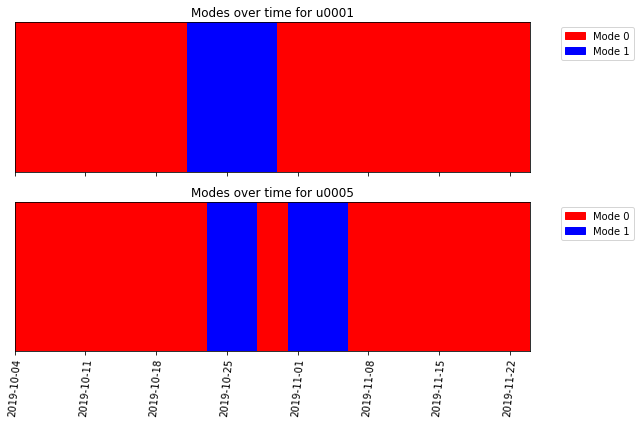 Modes over time for u0001
Mode 0
Mode 1
Modes over time for u0005
Mode 0
Mode 1
2019-10-04
2019-10-11
2019-10-18
2019-10-25
2019-11-01
2019-11-08
2019-11-15
2019-11-22